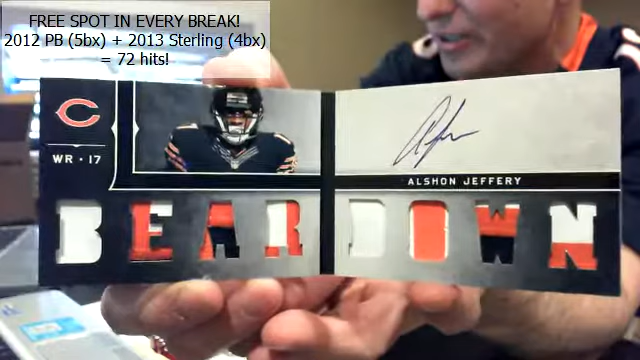 FREE SPOT IN EVERY BREAK!
2012 PB (5bx) + 2013 Sterling (4bx)
= 72 hits!
C
WR • 17
ALSHON JEFFERY
BEAR DOWN